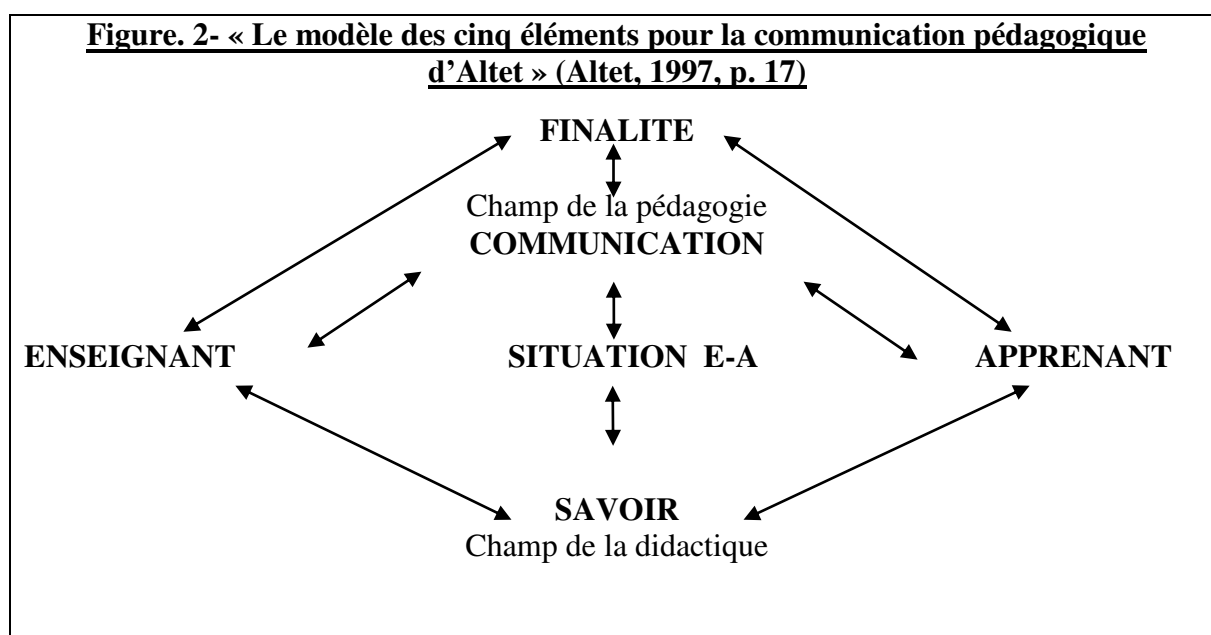 Figure. 2- « Le modèle des cinq éléments pour la communication pédagogique
d’Altet » (Altet, 1997, p. 17)
FINALITE
Champ de la pédagogie
COMMUNICATION
ENSEIGNANT SITUATION E-A APPRENANT
SAVOIR
Champ de la didactique